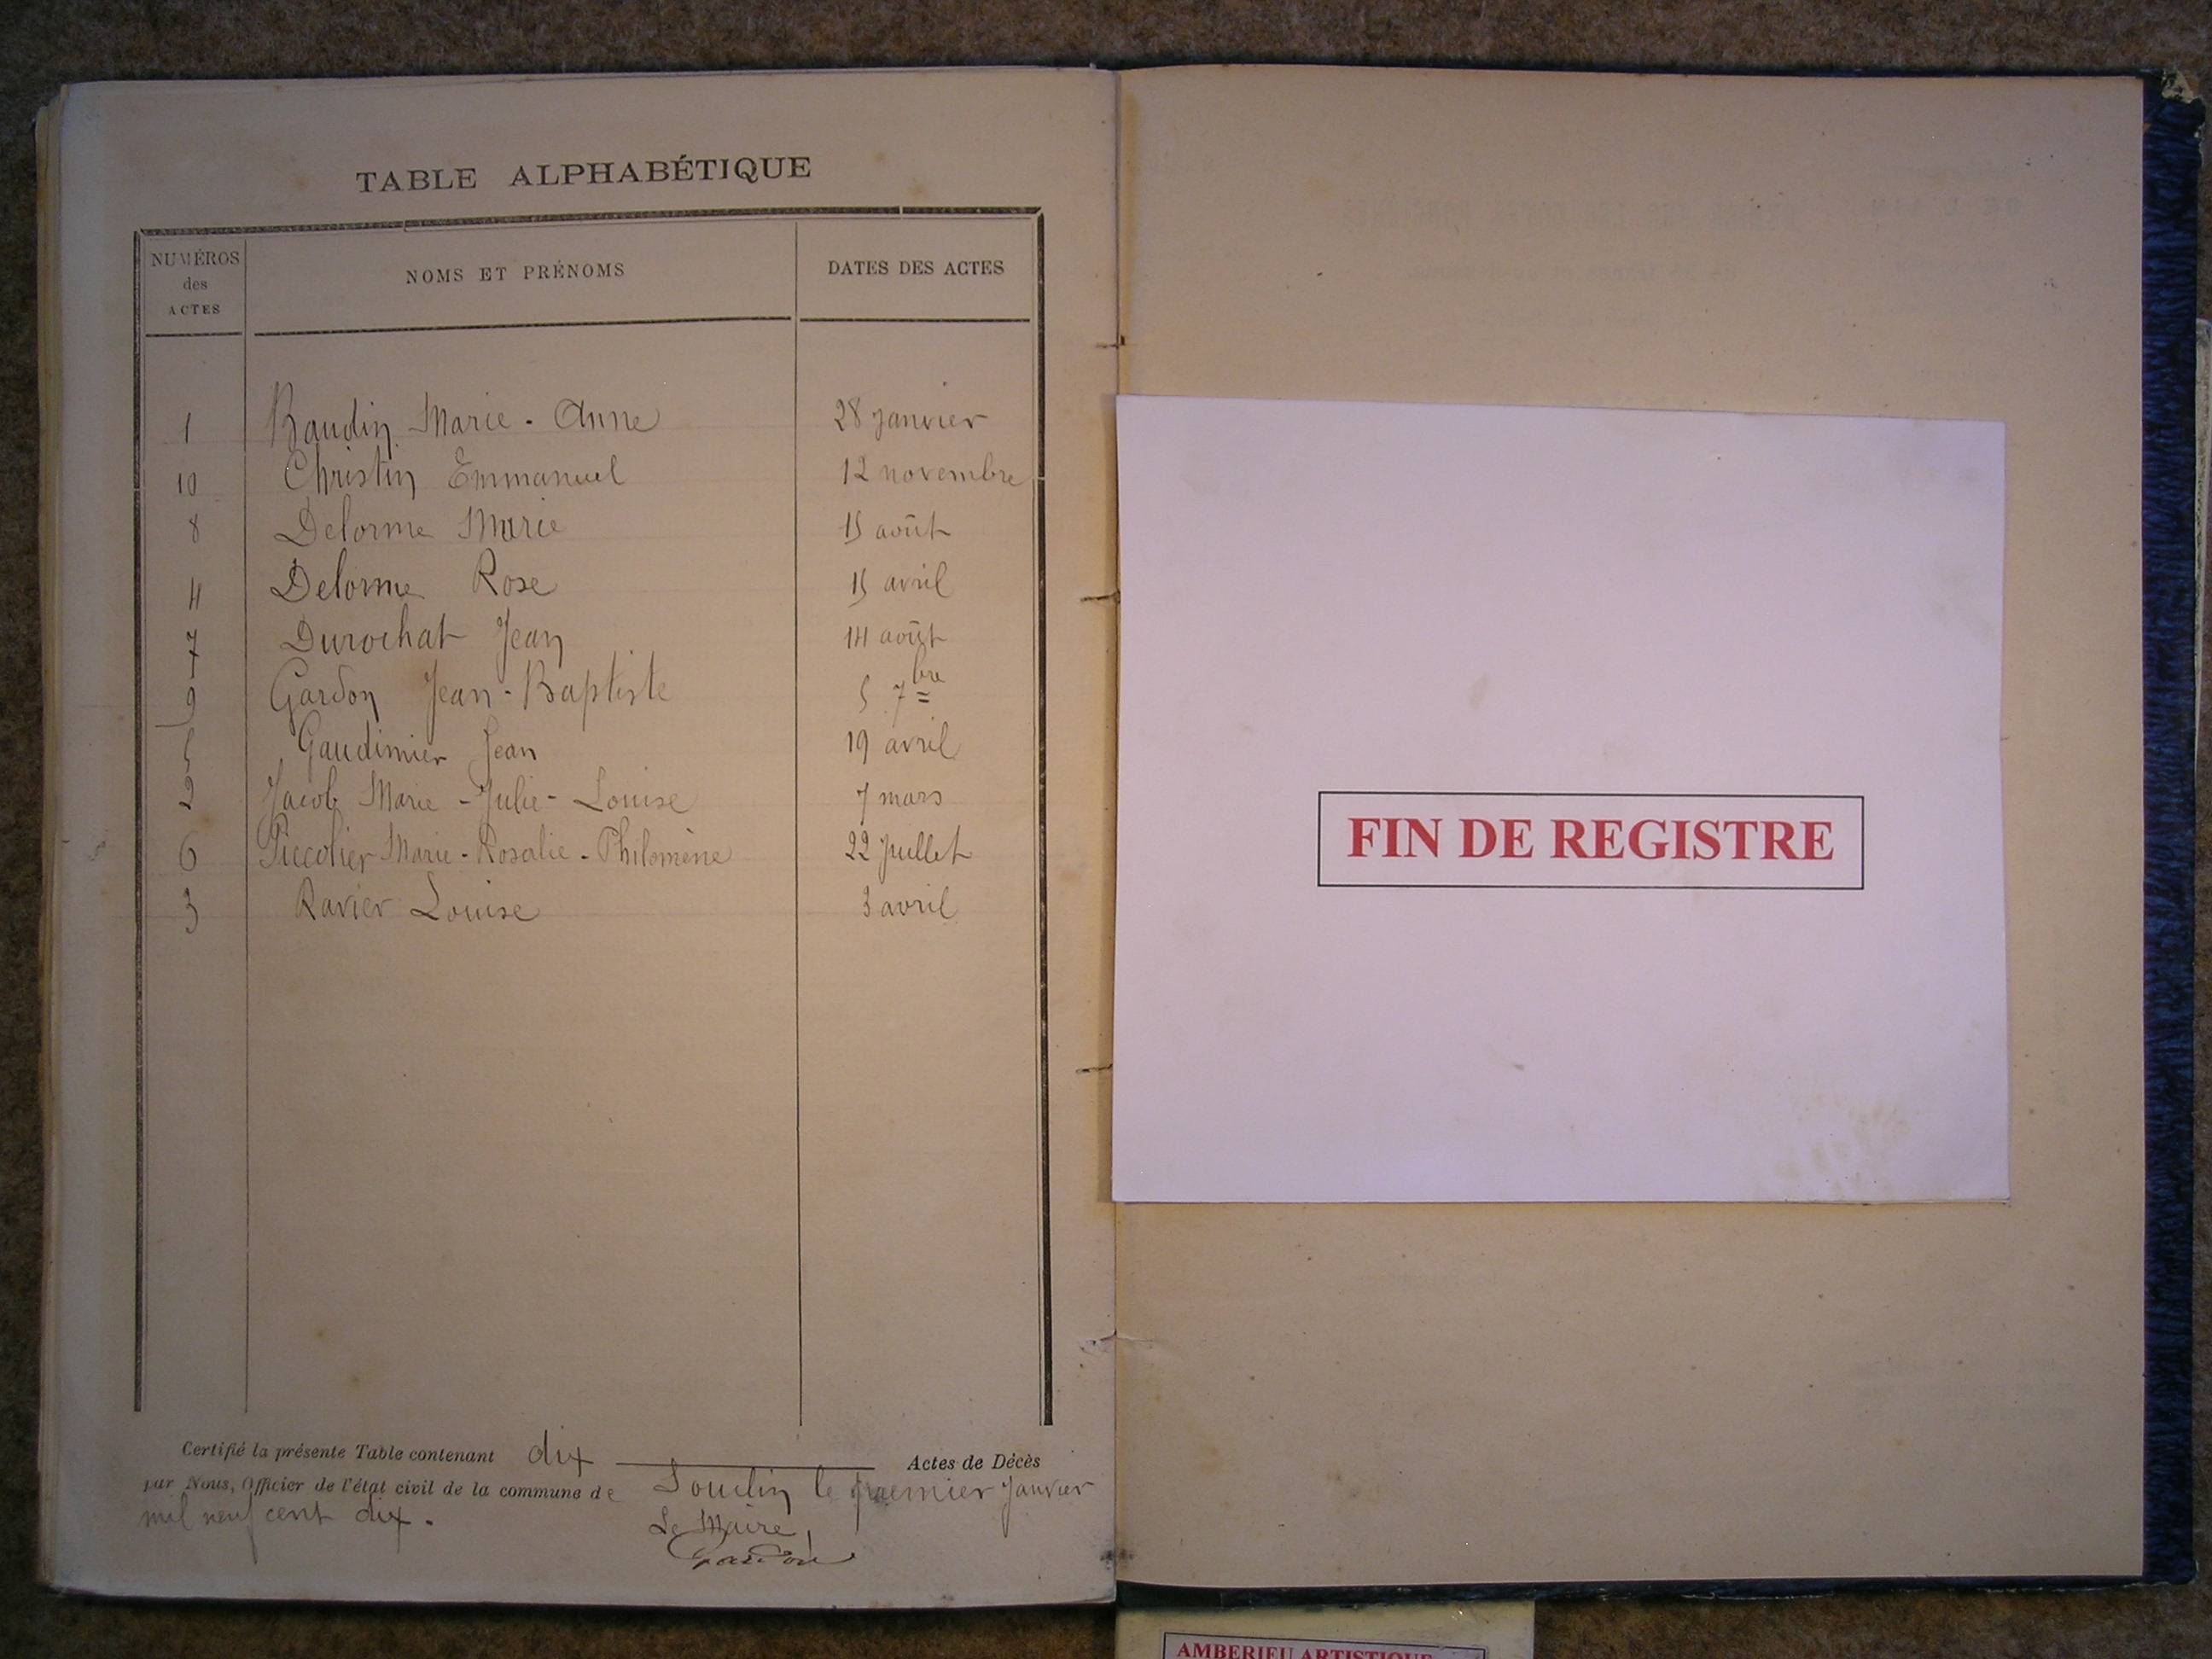 TABLE ALPHABÉTIQUE
NUMÉROS des ACTES NOMS ET PRÉNOMS DATES DES ACTES
1 Baudin Marie - Anne 28 Janvier
10 Christin Emmanuel 12 novembre
8 Delorme Marie 15 août
4 Delorme Rose 15 avril
7 Durochat Jean 14 août
9 Gardon Jean - Baptiste 5 7bre
5 Gaudimier Jean 19 avril
2 Jacob Marie - Julie - Louise 7 mars
6 Piccolier Marie - Rosalie - Philomène 22 Juillet
3 Ravier Louise 3 avril
Certifié la présente Table contenant dix Actes de Décès
par Nous, Officier de l'état civil de la commune de le premier Janvier
mil neuf cent dix.
Le Maire,
Gardon
FIN DE REGISTRE
AMBERIEU ARTISTIQUE